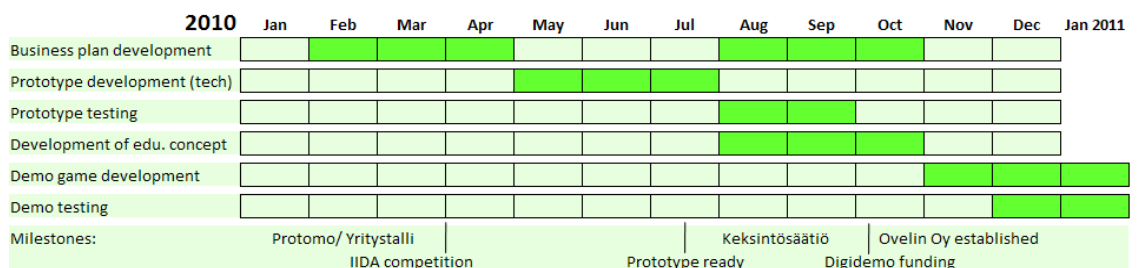 2010 Jan Feb Mar Apr May Jun Jul Aug Sep Oct Nov Dec Jan 2011
Business plan development
Prototype development (tech)
Prototype testing
Development of edu. concept
Demo game development
Demo testing
Milestones: Protomo/ Yritystalli Keksintösäätiö Ovelin Oy established
IIDA competition Prototype ready Digidemo funding